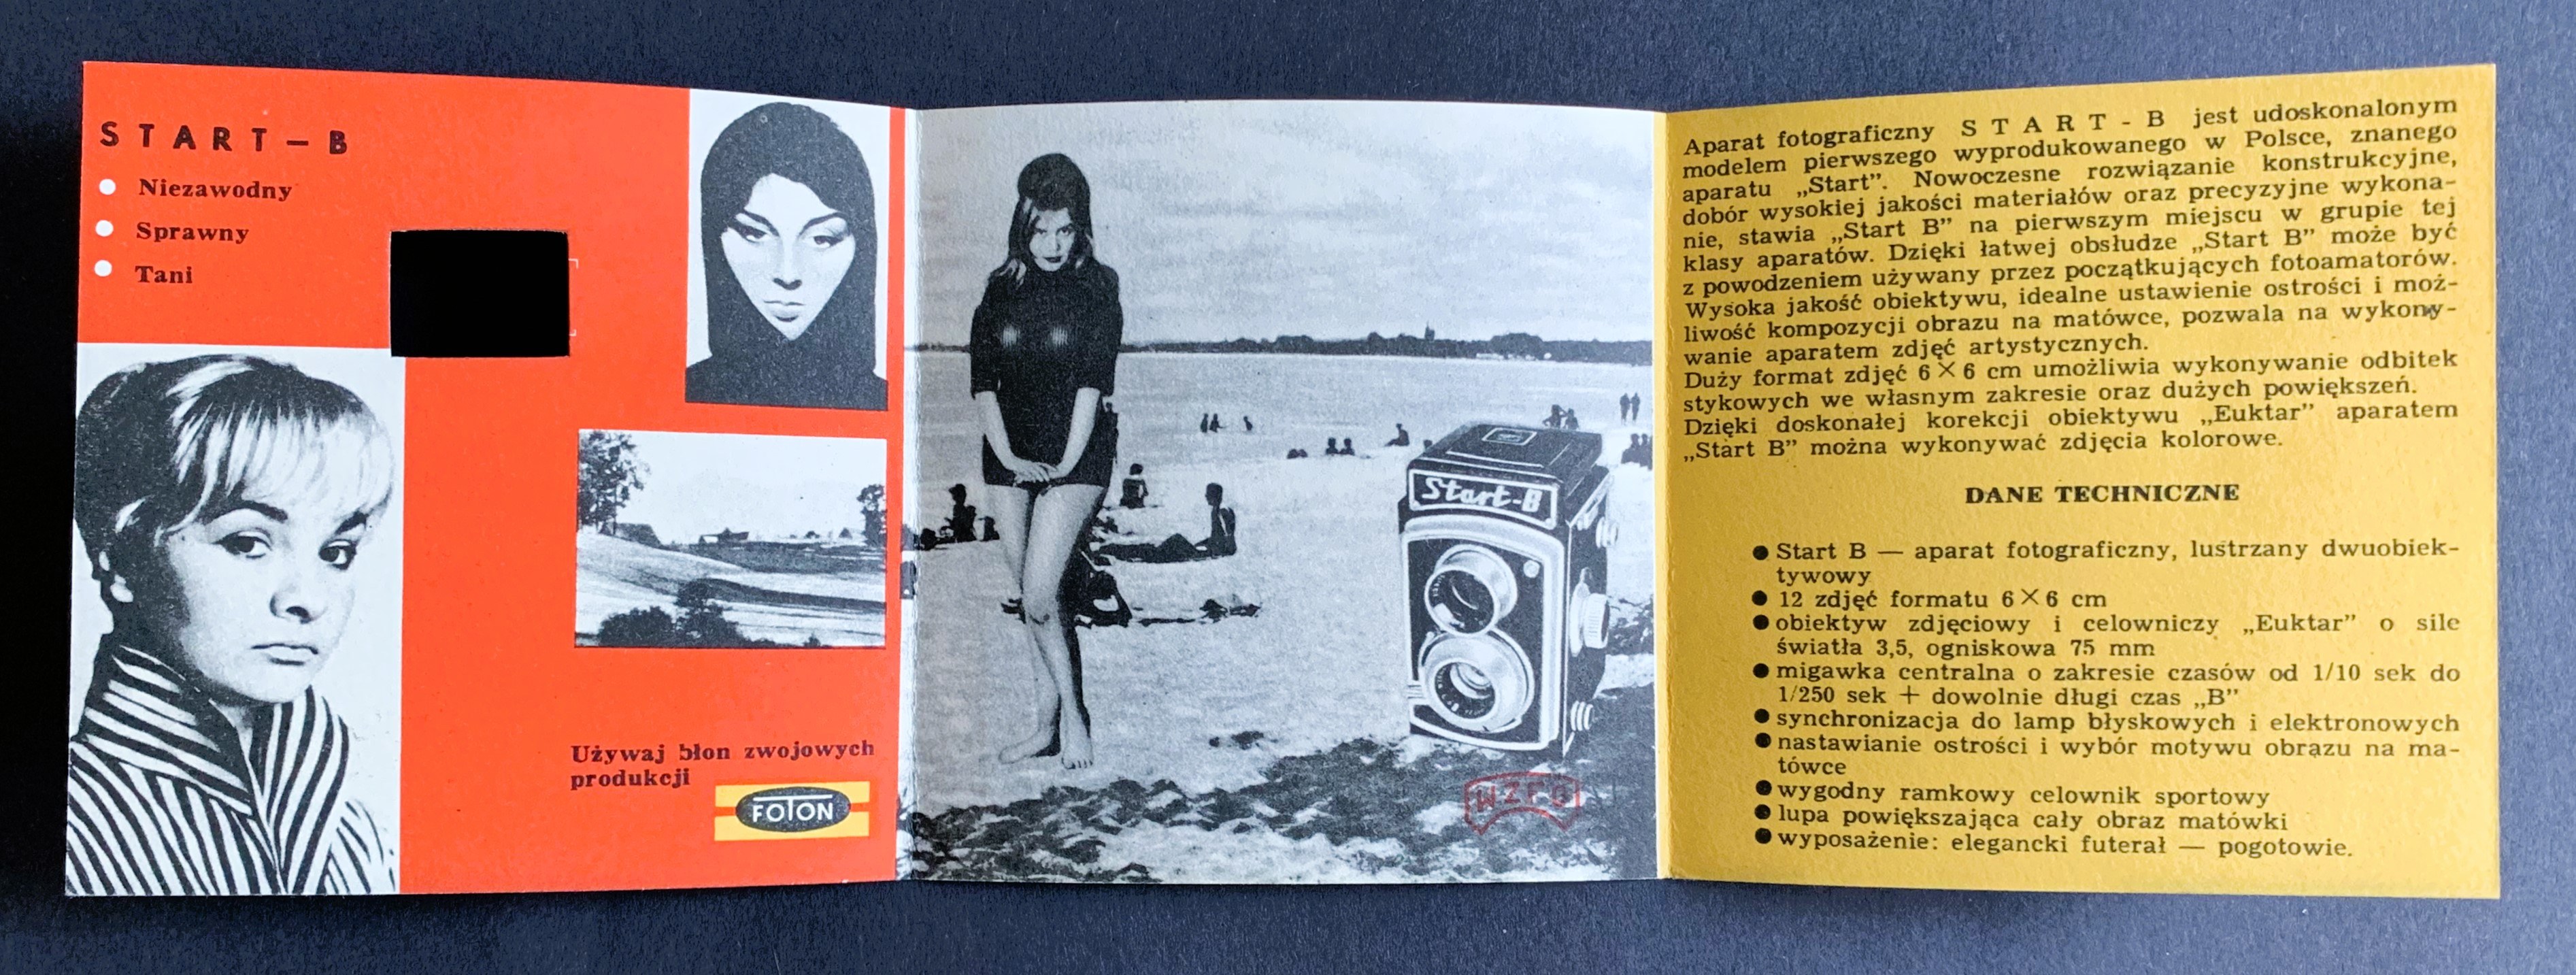 START – B
● Niezawodny
● Sprawny
● Tani
Używaj błon zwojowych
produkcji
FOTON
Start-B
WZFO
Aparat fotograficzny START-B jest udoskonalonym
modelem pierwszego wyprodukowanego w Polsce, znanego
aparatu „Start”. Nowoczesne rozwiązanie konstrukcyjne,
dobór wysokiej jakości materiałów oraz precyzyjne wykona-
nie, stawia „Start B” na pierwszym miejscu w grupie tej
klasy aparatów. Dzięki łatwej obsłudze „Start B” może być
z powodzeniem używany przez początkujących fotoamatorów.
Wysoka jakość obiektywu, idealne ustawienie ostrości i moż-
liwość kompozycji obrazu na matówce, pozwala na wykony-
wanie aparatem zdjęć artystycznych.
Duży format zdjęć 6×6 cm umożliwia wykonywanie odbitek
stykowych we własnym zakresie oraz dużych powiększeń.
Dzięki doskonałej korekcji obiektywu „Euktar” aparatem
„Start B” można wykonywać zdjęcia kolorowe.
DANE TECHNICZNE
● Start B — aparat fotograficzny, lustrzany dwuobiek-
tywowy
● 12 zdjęć formatu 6×6 cm
● obiektyw zdjęciowy i celowniczy „Euktar” o sile
światła 3,5, ogniskowa 75 mm
● migawka centralna o zakresie czasów od 1/10 sek do
1/250 sek + dowolnie długi czas „B”
● synchronizacja do lamp błyskowych i elektronowych
● nastawianie ostrości i wybór motywu obrazu na ma-
tówce
● wygodny ramkowy celownik sportowy
● lupa powiększająca cały obraz matówki
● wyposażenie: elegancki futerał — pogotowie.